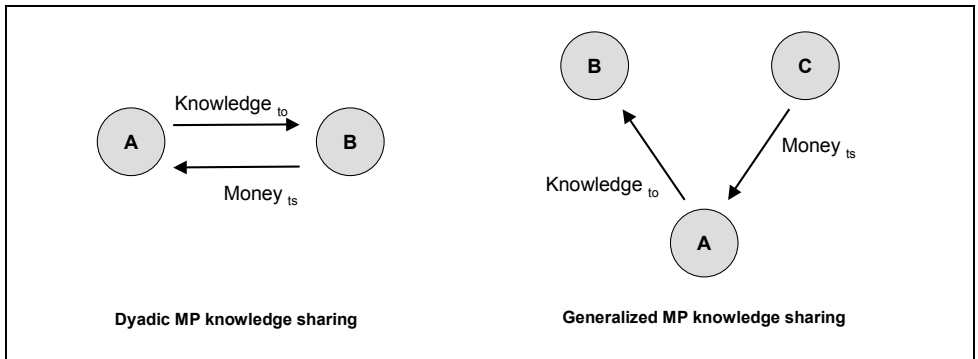 A
Knowledge to
B
Money ts
Dyadic MP knowledge sharing
B
C
Money ts
Knowledge to
A
Generalized MP knowledge sharing